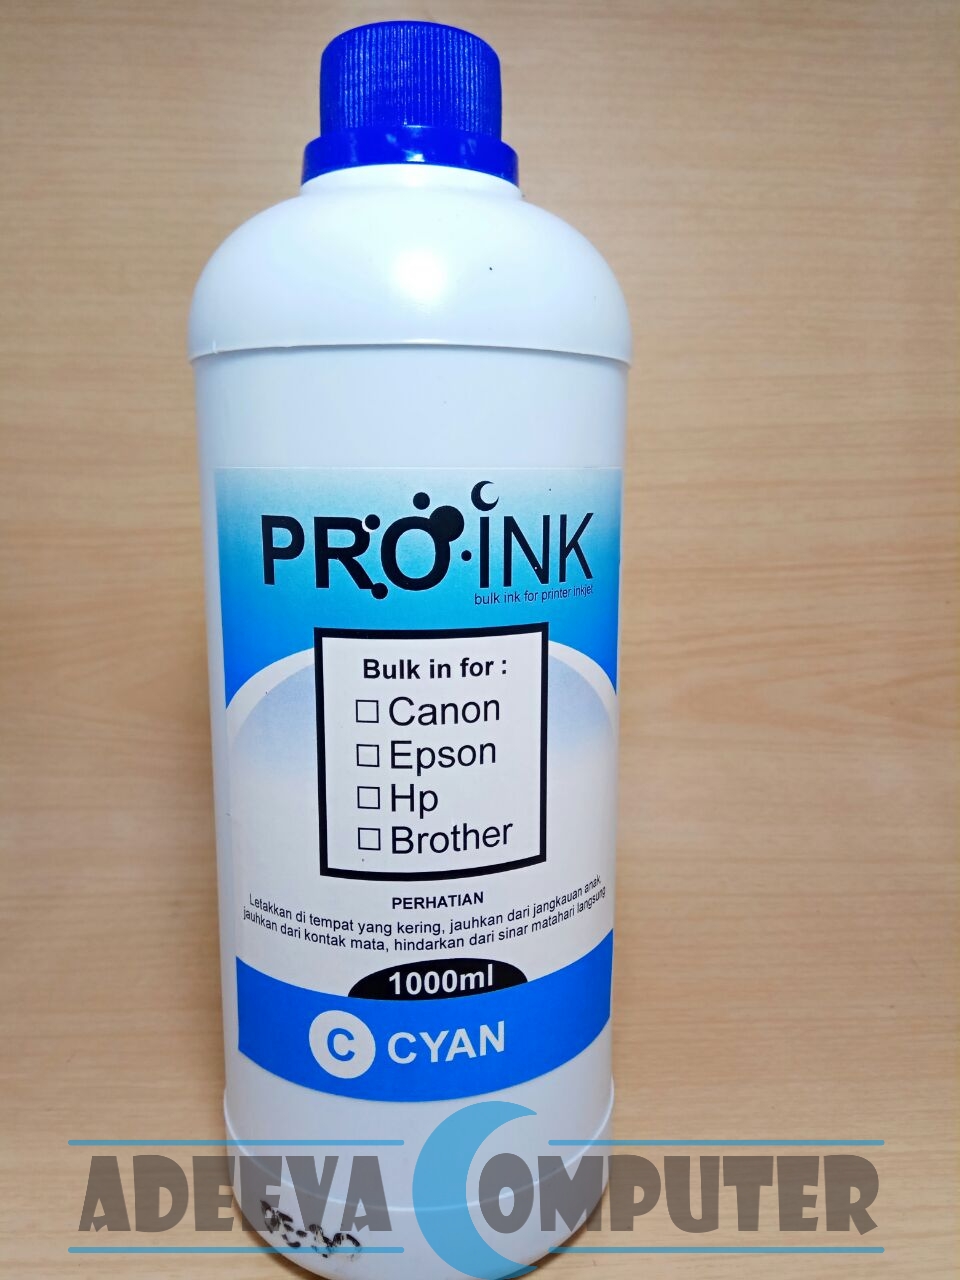 PRO INK
bulk ink for printer inkjet
Bulk in for :
Canon
Epson
Hp
Brother
PERHATIAN
Letakkan di tempat yang kering, jauhkan dari jangkauan anak,
jauhkan dari kontak mata, hindarkan dari sinar matahari langsung
1000ml
C CYAN
ADEEVA COMPUTER